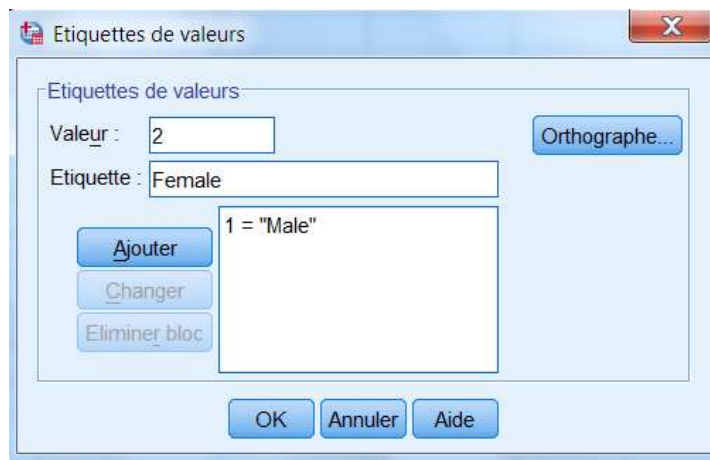 Etiquettes de valeurs
Etiquettes de valeurs
Valeur : 2
Orthographe...
Etiquette : Female
1 = "Male"
Ajouter
Changer
Eliminer bloc
OK Annuler Aide